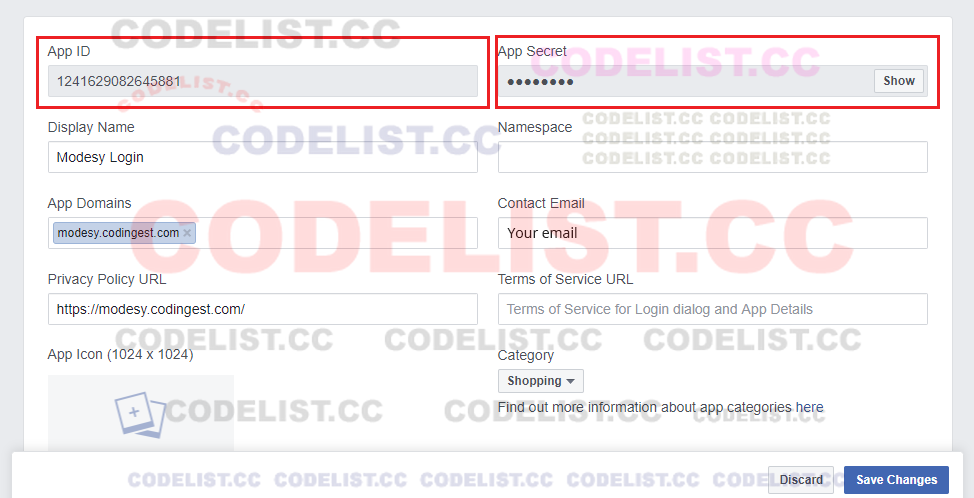 CODELIST.CC
App ID
App Secret
CODELIST.CC
1241629082645881
●●●●●●●●
Show
CODELIST.CC
Display Name
Namespace
CODELIST.CC CODELIST.CC
CODELIST.CC CODELIST.CC
CODELIST.CC CODELIST.CC
CODELIST.CC
Modesy Login
App Domains
Contact Email
CODELIST.CC
modesy.codingest.com ×
Your email
Privacy Policy URL
Terms of Service URL
https://modesy.codingest.com/
Terms of Service for Login dialog and App Details
CODELIST.CC CODELIST.CC CODELIST.CC
App Icon (1024 x 1024)
Category
Shopping
CODELIST.CC CODELIST.CC CODELIST.CC
Find out more information about app categories here
CODELIST.CC CODELIST.CC CODELIST.CC CODELIST.CC CODELIST.CC
Discard
Save Changes